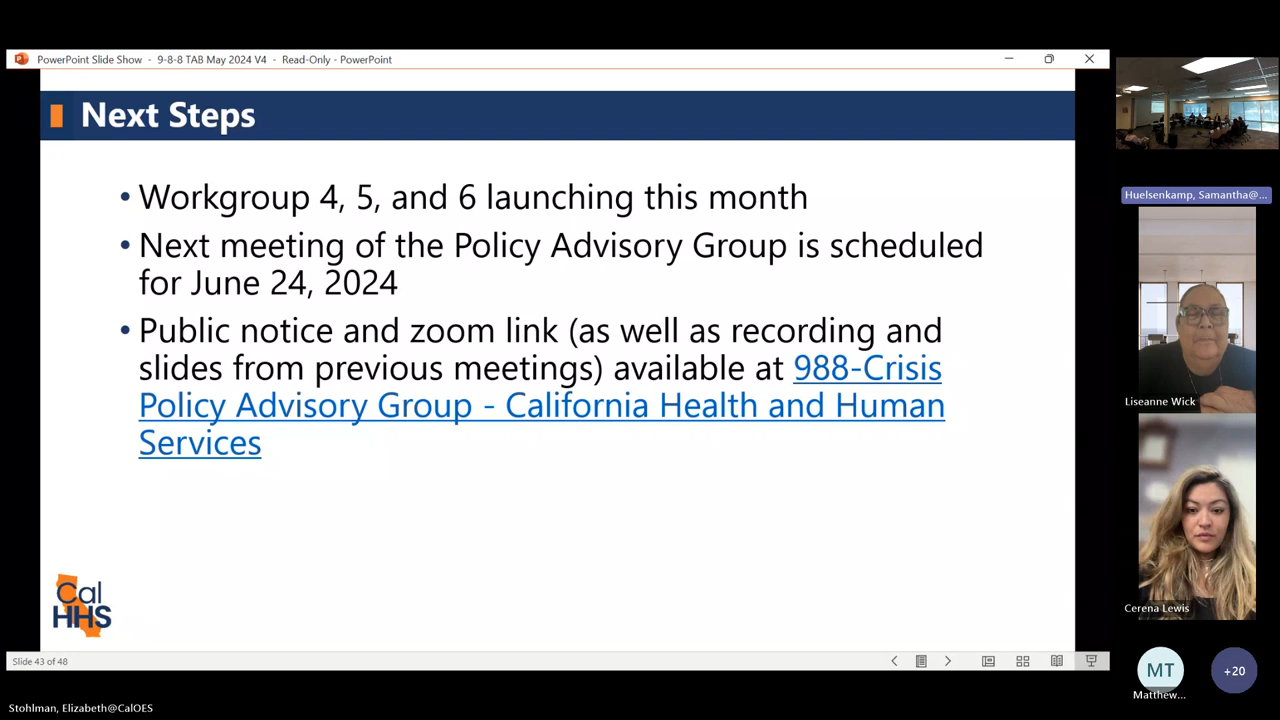 PowerPoint Slide Show - 9-8-8 TAB May 2024 V4 - Read-Only - PowerPoint
Next Steps
• Workgroup 4, 5, and 6 launching this month
• Next meeting of the Policy Advisory Group is scheduled
for June 24, 2024
• Public notice and zoom link (as well as recording and
slides from previous meetings) available at 988-Crisis
Policy Advisory Group - California Health and Human
Services
Cal
HHS
Slide 43 of 48
Huelsenkamp, Samantha@...
Liseanne Wick
Cerena Lewis
MT
Matthew...
+20
Stohlman, Elizabeth@CalOES